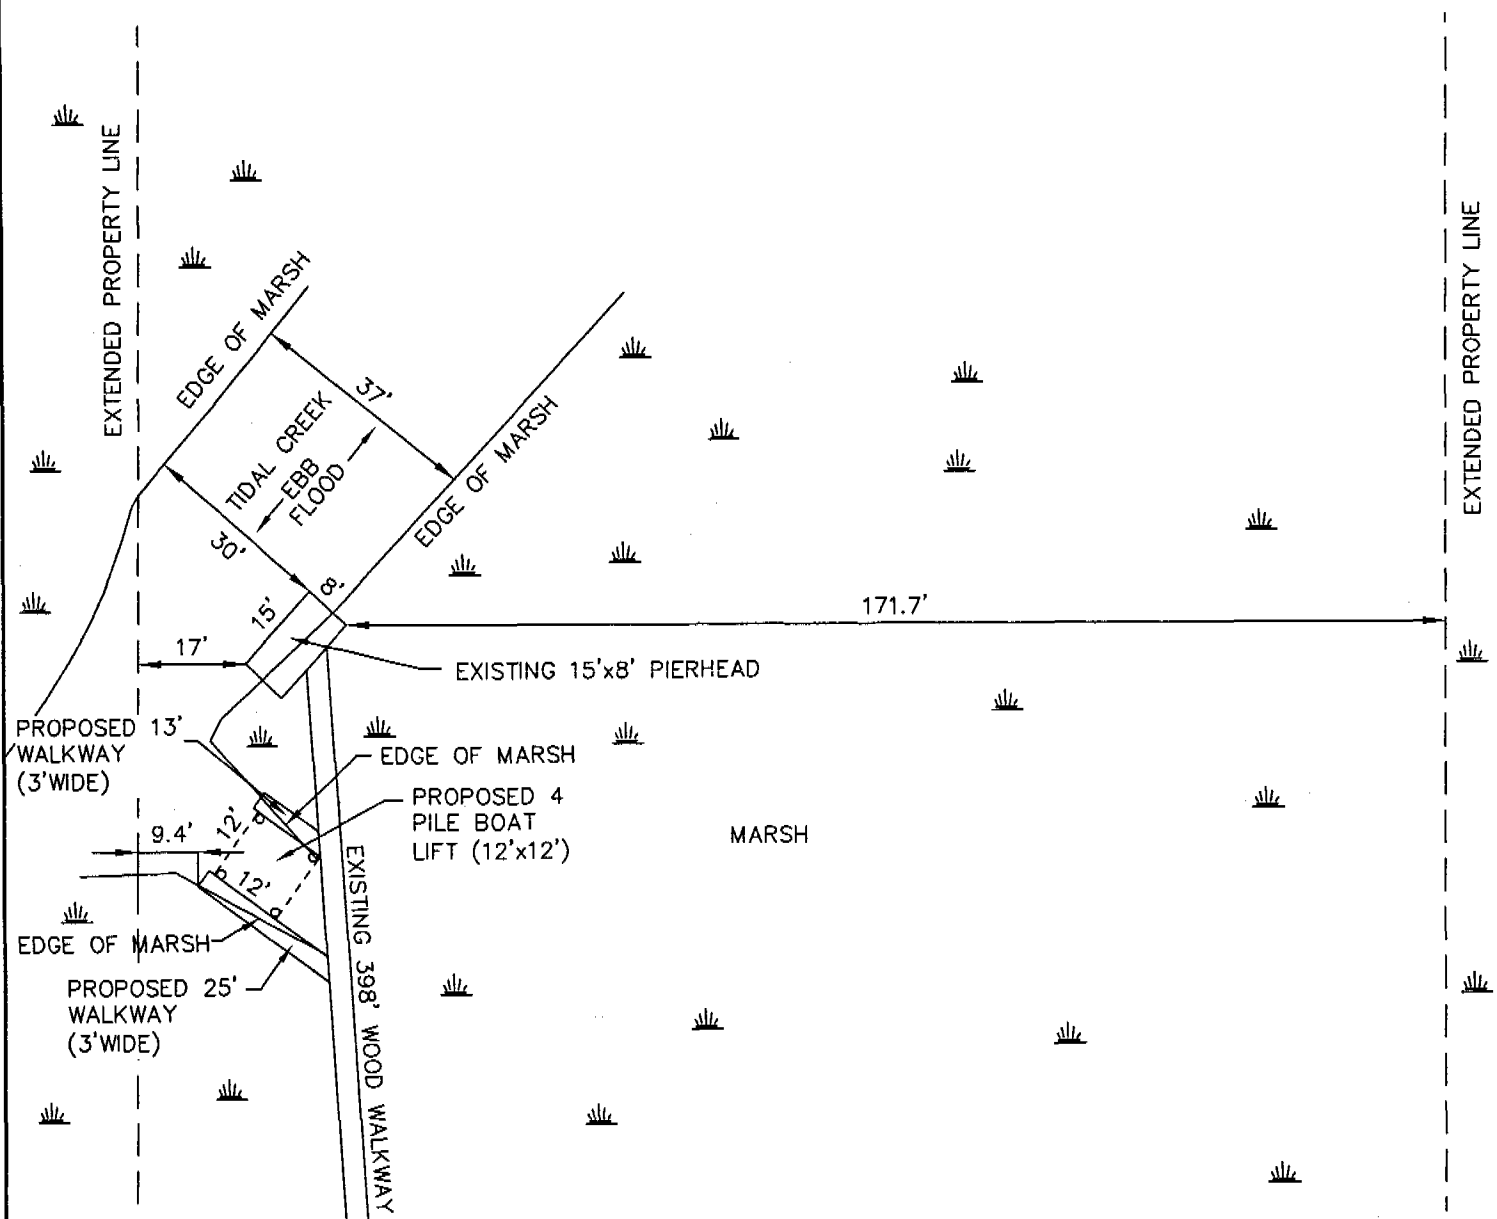 EXTENDED PROPERTY LINE
EXTENDED PROPERTY LINE
EDGE OF MARSH
37'
TIDAL CREEK
EBB
FLOOD
EDGE OF MARSH
30'
8'
15'
171.7'
17'
EXISTING 15'x8' PIERHEAD
PROPOSED 13'
WALKWAY
(3'WIDE)
EDGE OF MARSH
PROPOSED 4
PILE BOAT
LIFT (12'x12')
MARSH
12'
9.4'
12'
EXISTING 398' WOOD WALKWAY
EDGE OF MARSH
PROPOSED 25'
WALKWAY
(3'WIDE)